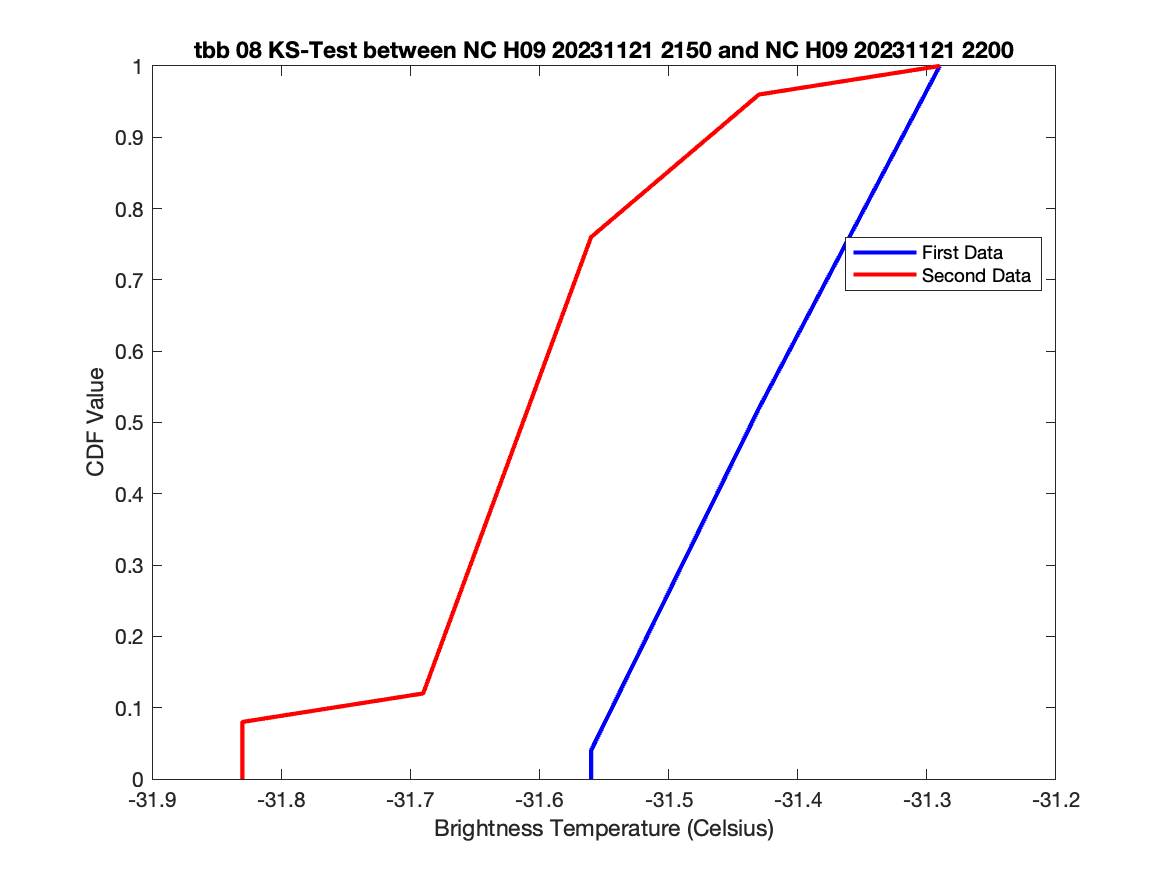 tbb 08 KS-Test between NC H09 20231121 2150 and NC H09 20231121 2200
1
0.9
0.8
0.7
0.6
0.5
0.4
0.3
0.2
0.1
0
CDF Value
First Data
Second Data
-31.9 -31.8 -31.7 -31.6 -31.5 -31.4 -31.3 -31.2
Brightness Temperature (Celsius)